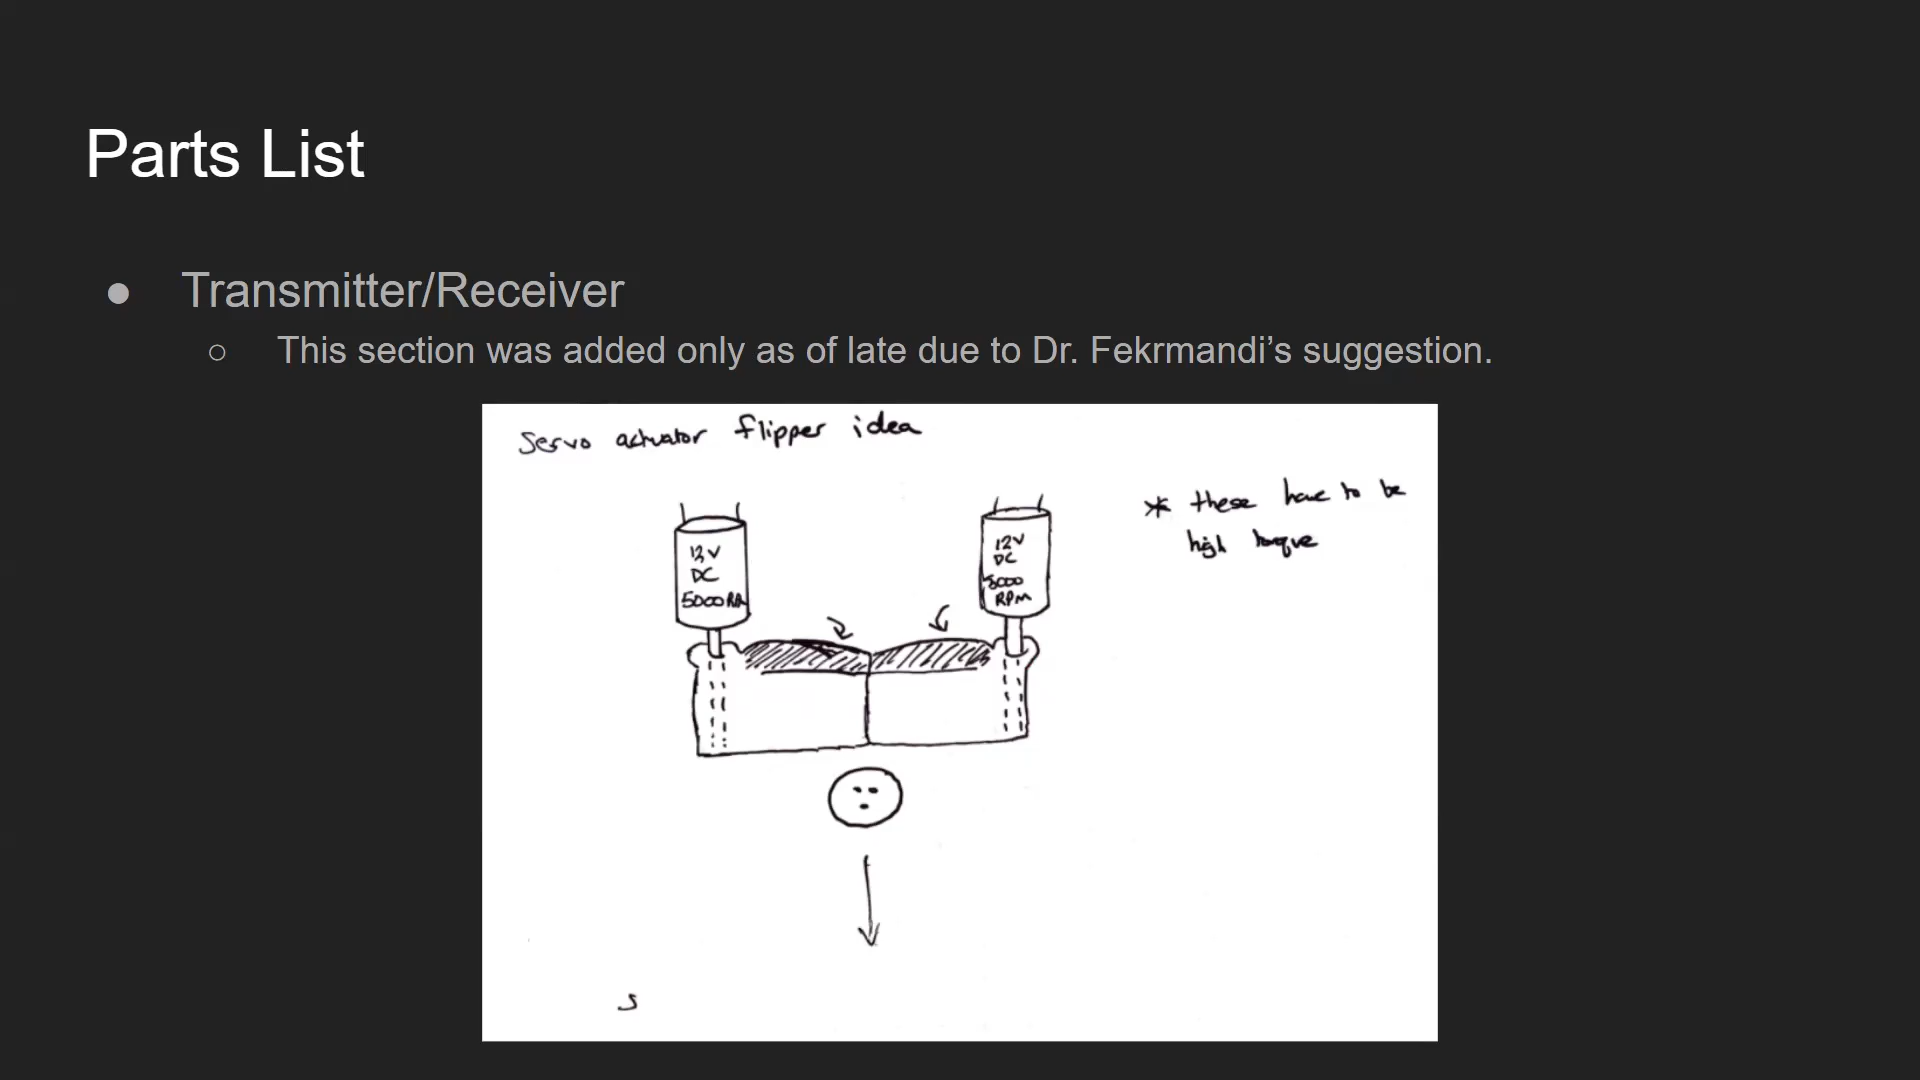 Parts List
● Transmitter/Receiver
○ This section was added only as of late due to Dr. Fekrmandi’s suggestion.
Servo actuator flipper idea
* these have to be
high torque
12V
DC
5000 RPM
12V
DC
5000
RPM
s